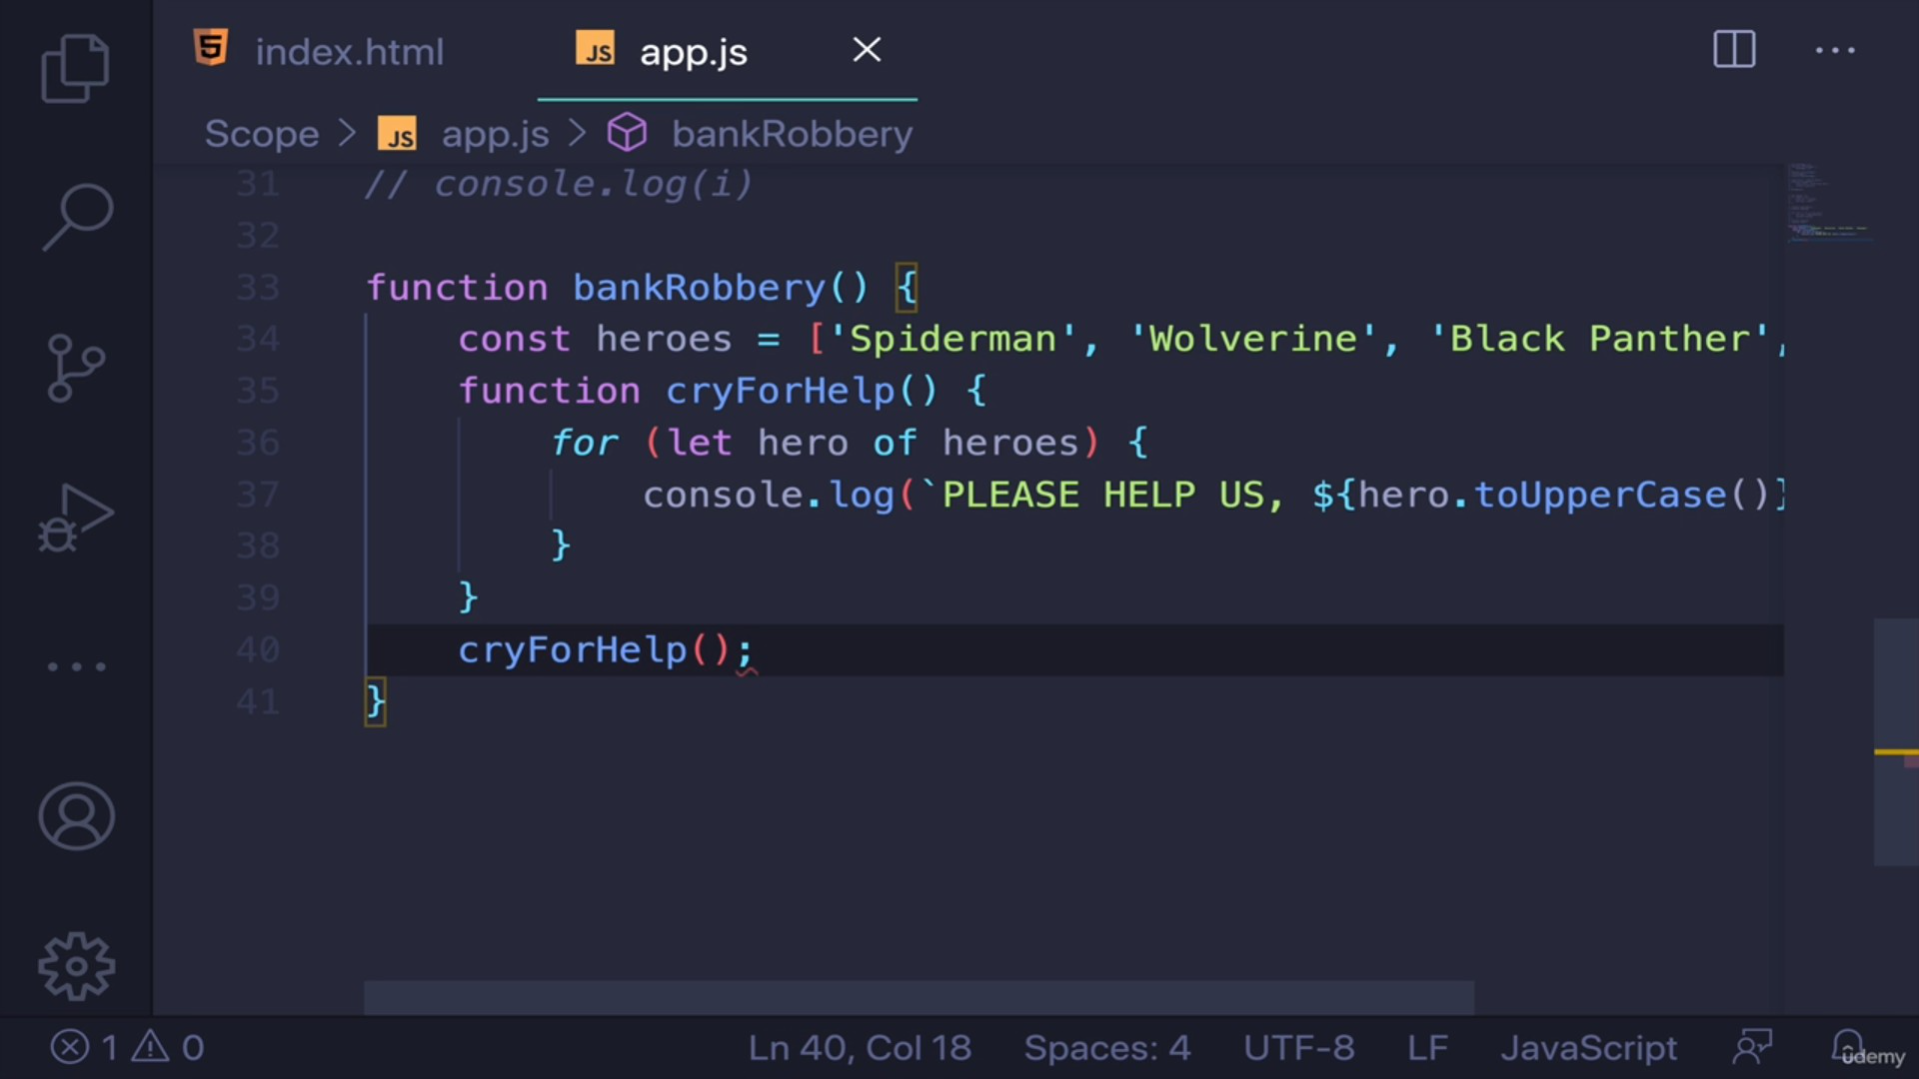 index.html
JS app.js
Scope > JS app.js > bankRobbery
31 // console.log(i)
32
33 function bankRobbery() {
34 const heroes = ['Spiderman', 'Wolverine', 'Black Panther',
35 function cryForHelp() {
36 for (let hero of heroes) {
37 console.log(`PLEASE HELP US, ${hero.toUpperCase()}
38 }
39 }
40 cryForHelp();
41 }
1 0 Ln 40, Col 18 Spaces: 4 UTF-8 LF JavaScript
udemy